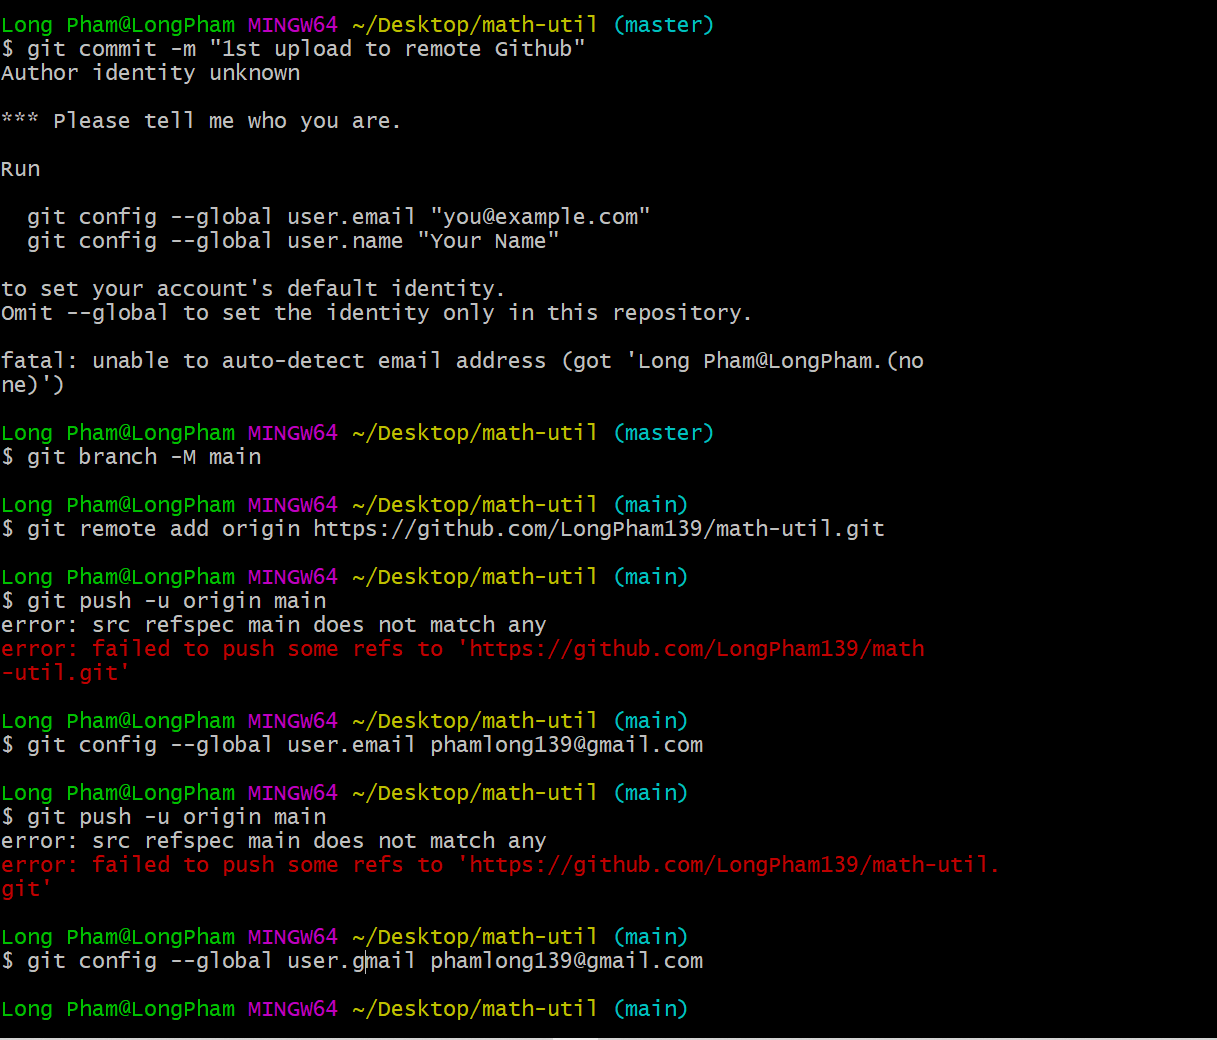 Long Pham@LongPham MINGW64 ~/Desktop/math-util (master)
$ git commit -m "1st upload to remote Github"
Author identity unknown
*** Please tell me who you are.
Run
  git config --global user.email "you@example.com"
  git config --global user.name "Your Name"
to set your account's default identity.
Omit --global to set the identity only in this repository.
fatal: unable to auto-detect email address (got 'Long Pham@LongPham.(no
ne)')
Long Pham@LongPham MINGW64 ~/Desktop/math-util (master)
$ git branch -M main
Long Pham@LongPham MINGW64 ~/Desktop/math-util (main)
$ git remote add origin https://github.com/LongPham139/math-util.git
Long Pham@LongPham MINGW64 ~/Desktop/math-util (main)
$ git push -u origin main
error: src refspec main does not match any
error: failed to push some refs to 'https://github.com/LongPham139/math
-util.git'
Long Pham@LongPham MINGW64 ~/Desktop/math-util (main)
$ git config --global user.email phamlong139@gmail.com
Long Pham@LongPham MINGW64 ~/Desktop/math-util (main)
$ git push -u origin main
error: src refspec main does not match any
error: failed to push some refs to 'https://github.com/LongPham139/math-util.
git'
Long Pham@LongPham MINGW64 ~/Desktop/math-util (main)
$ git config --global user.gmail phamlong139@gmail.com
Long Pham@LongPham MINGW64 ~/Desktop/math-util (main)